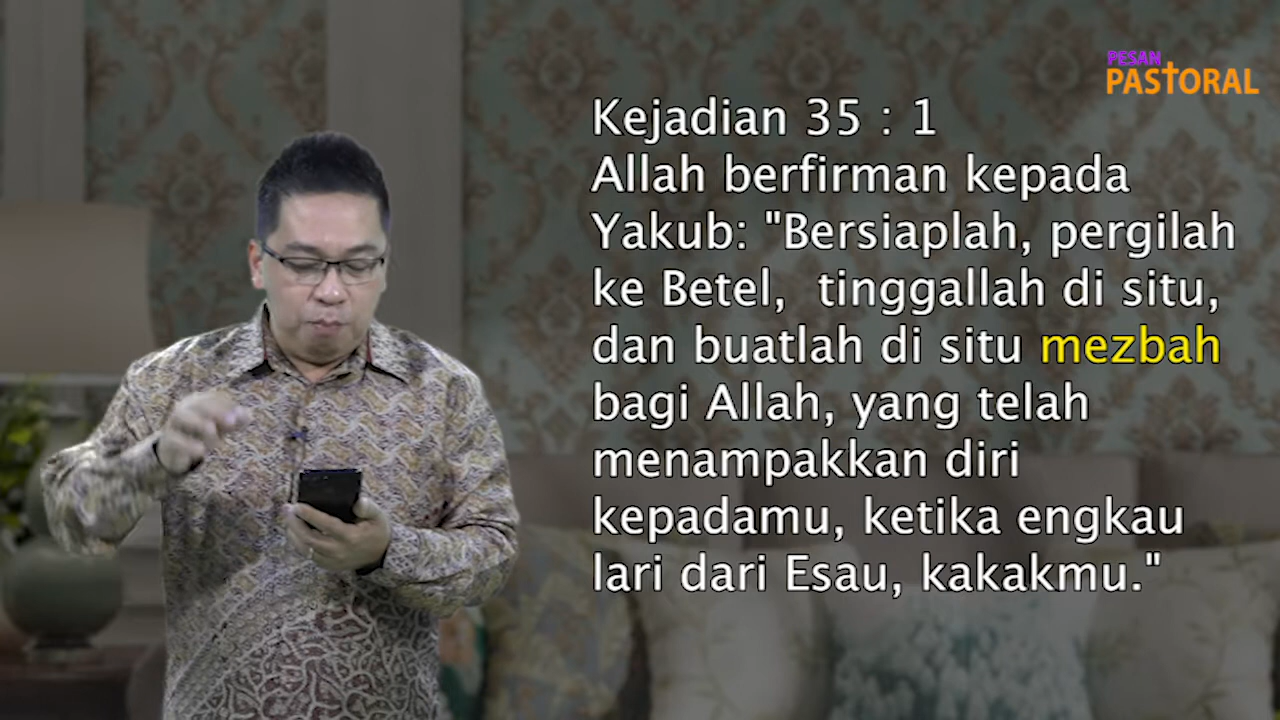 PESAN
PASTORAL
Kejadian 35 : 1
Allah berfirman kepada
Yakub: "Bersiaplah, pergilah
ke Betel,  tinggallah di situ,
dan buatlah di situ mezbah
bagi Allah, yang telah
menampakkan diri
kepadamu, ketika engkau
lari dari Esau, kakakmu."